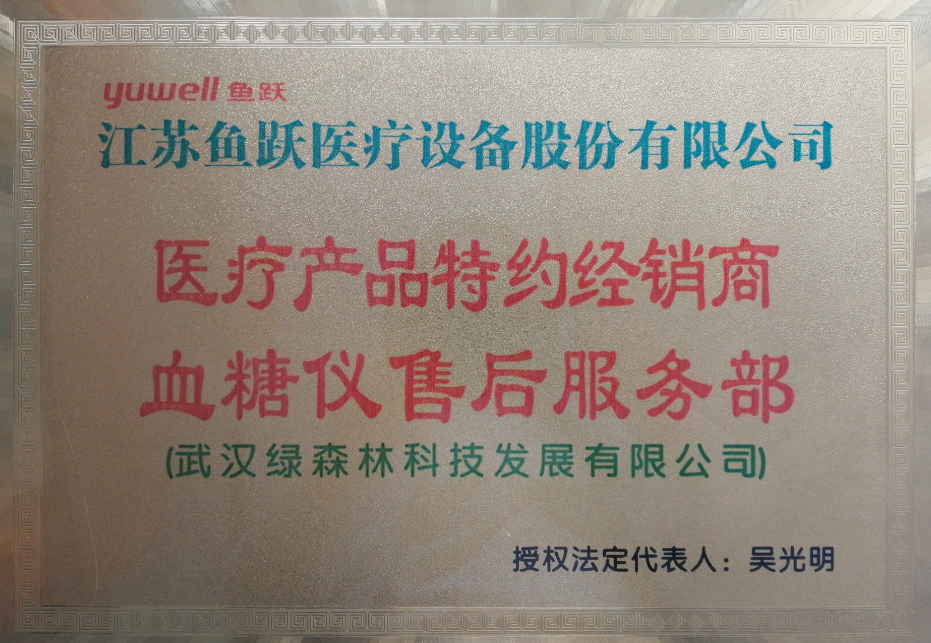 yuwell 鱼跃
江苏鱼跃医疗设备股份有限公司
医疗产品特约经销商
血糖仪售后服务部
(武汉绿森林科技发展有限公司)
授权法定代表人：吴光明